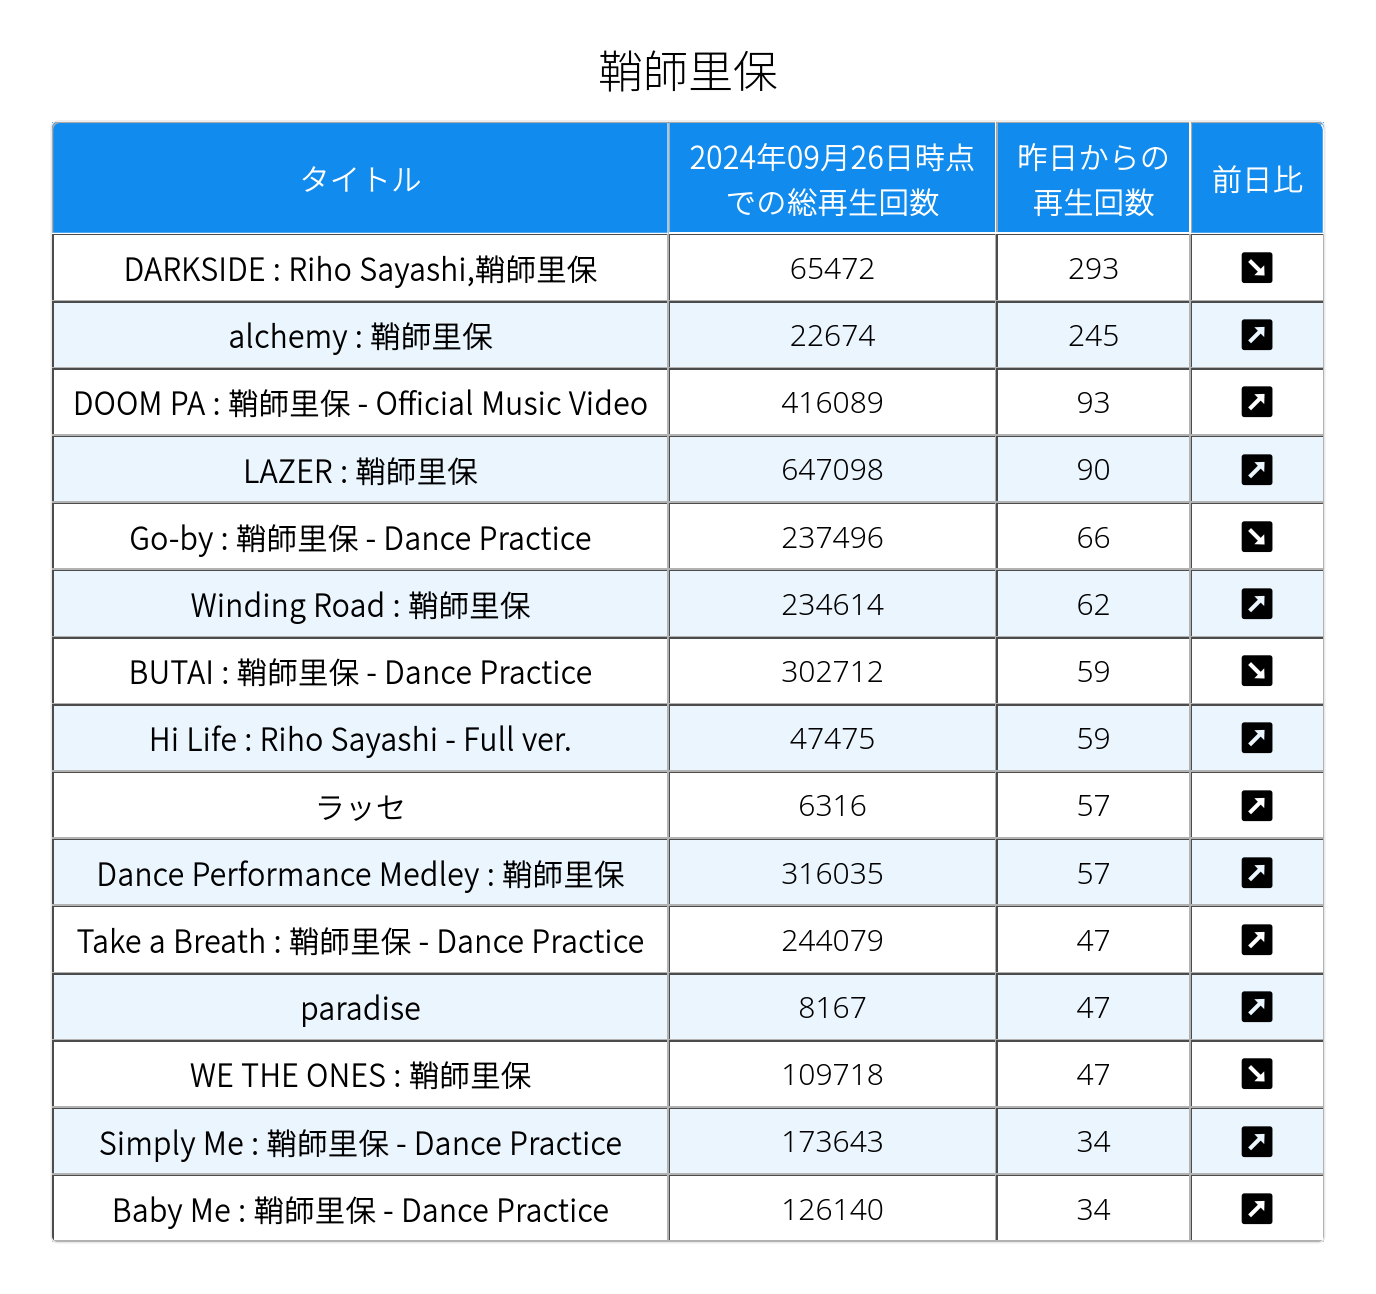 鞘師里保
タイトル
2024年09月26日時点
での総再生回数
昨日からの
再生回数
前日比
DARKSIDE : Riho Sayashi,鞘師里保 65472 293
alchemy : 鞘師里保 22674 245
DOOM PA : 鞘師里保 - Official Music Video 416089 93
LAZER : 鞘師里保 647098 90
Go-by : 鞘師里保 - Dance Practice 237496 66
Winding Road : 鞘師里保 234614 62
BUTAI : 鞘師里保 - Dance Practice 302712 59
Hi Life : Riho Sayashi - Full ver. 47475 59
ラッセ 6316 57
Dance Performance Medley : 鞘師里保 316035 57
Take a Breath : 鞘師里保 - Dance Practice 244079 47
paradise 8167 47
WE THE ONES : 鞘師里保 109718 47
Simply Me : 鞘師里保 - Dance Practice 173643 34
Baby Me : 鞘師里保 - Dance Practice 126140 34